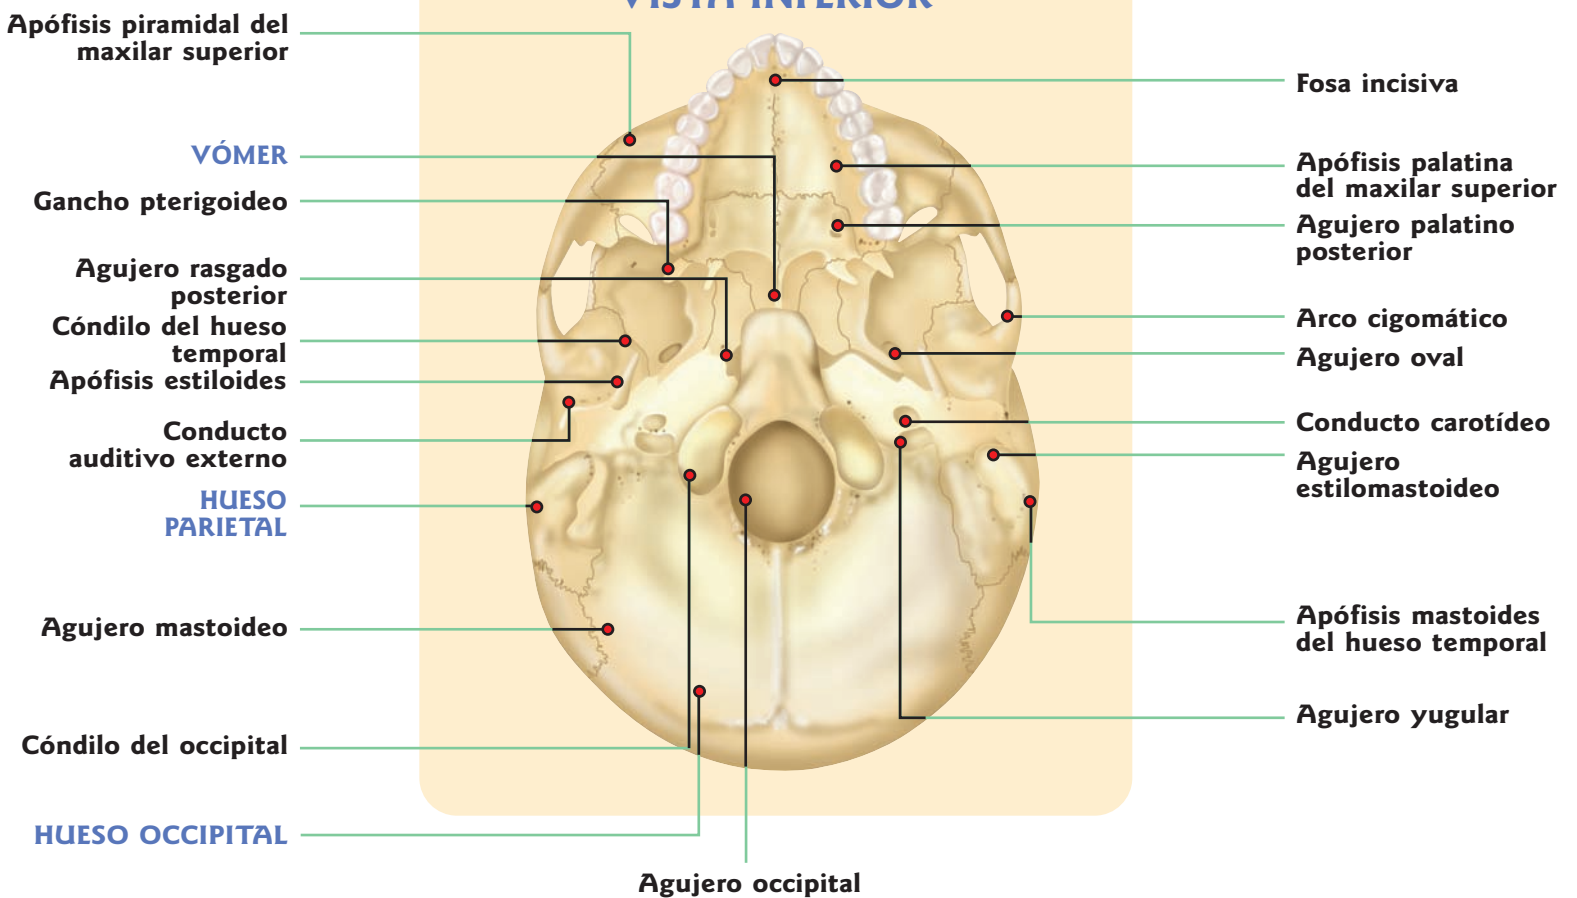 VISTA INFERIOR
Apófisis piramidal del
maxilar superior
VÓMER
Gancho pterigoideo
Agujero rasgado
posterior
Cóndilo del hueso
temporal
Apófisis estiloides
Conducto
auditivo externo
HUESO
PARIETAL
Agujero mastoideo
Cóndilo del occipital
HUESO OCCIPITAL
Agujero occipital
Fosa incisiva
Apófisis palatina
del maxilar superior
Agujero palatino
posterior
Arco cigomático
Agujero oval
Conducto carotídeo
Agujero
estilomastoideo
Apófisis mastoides
del hueso temporal
Agujero yugular